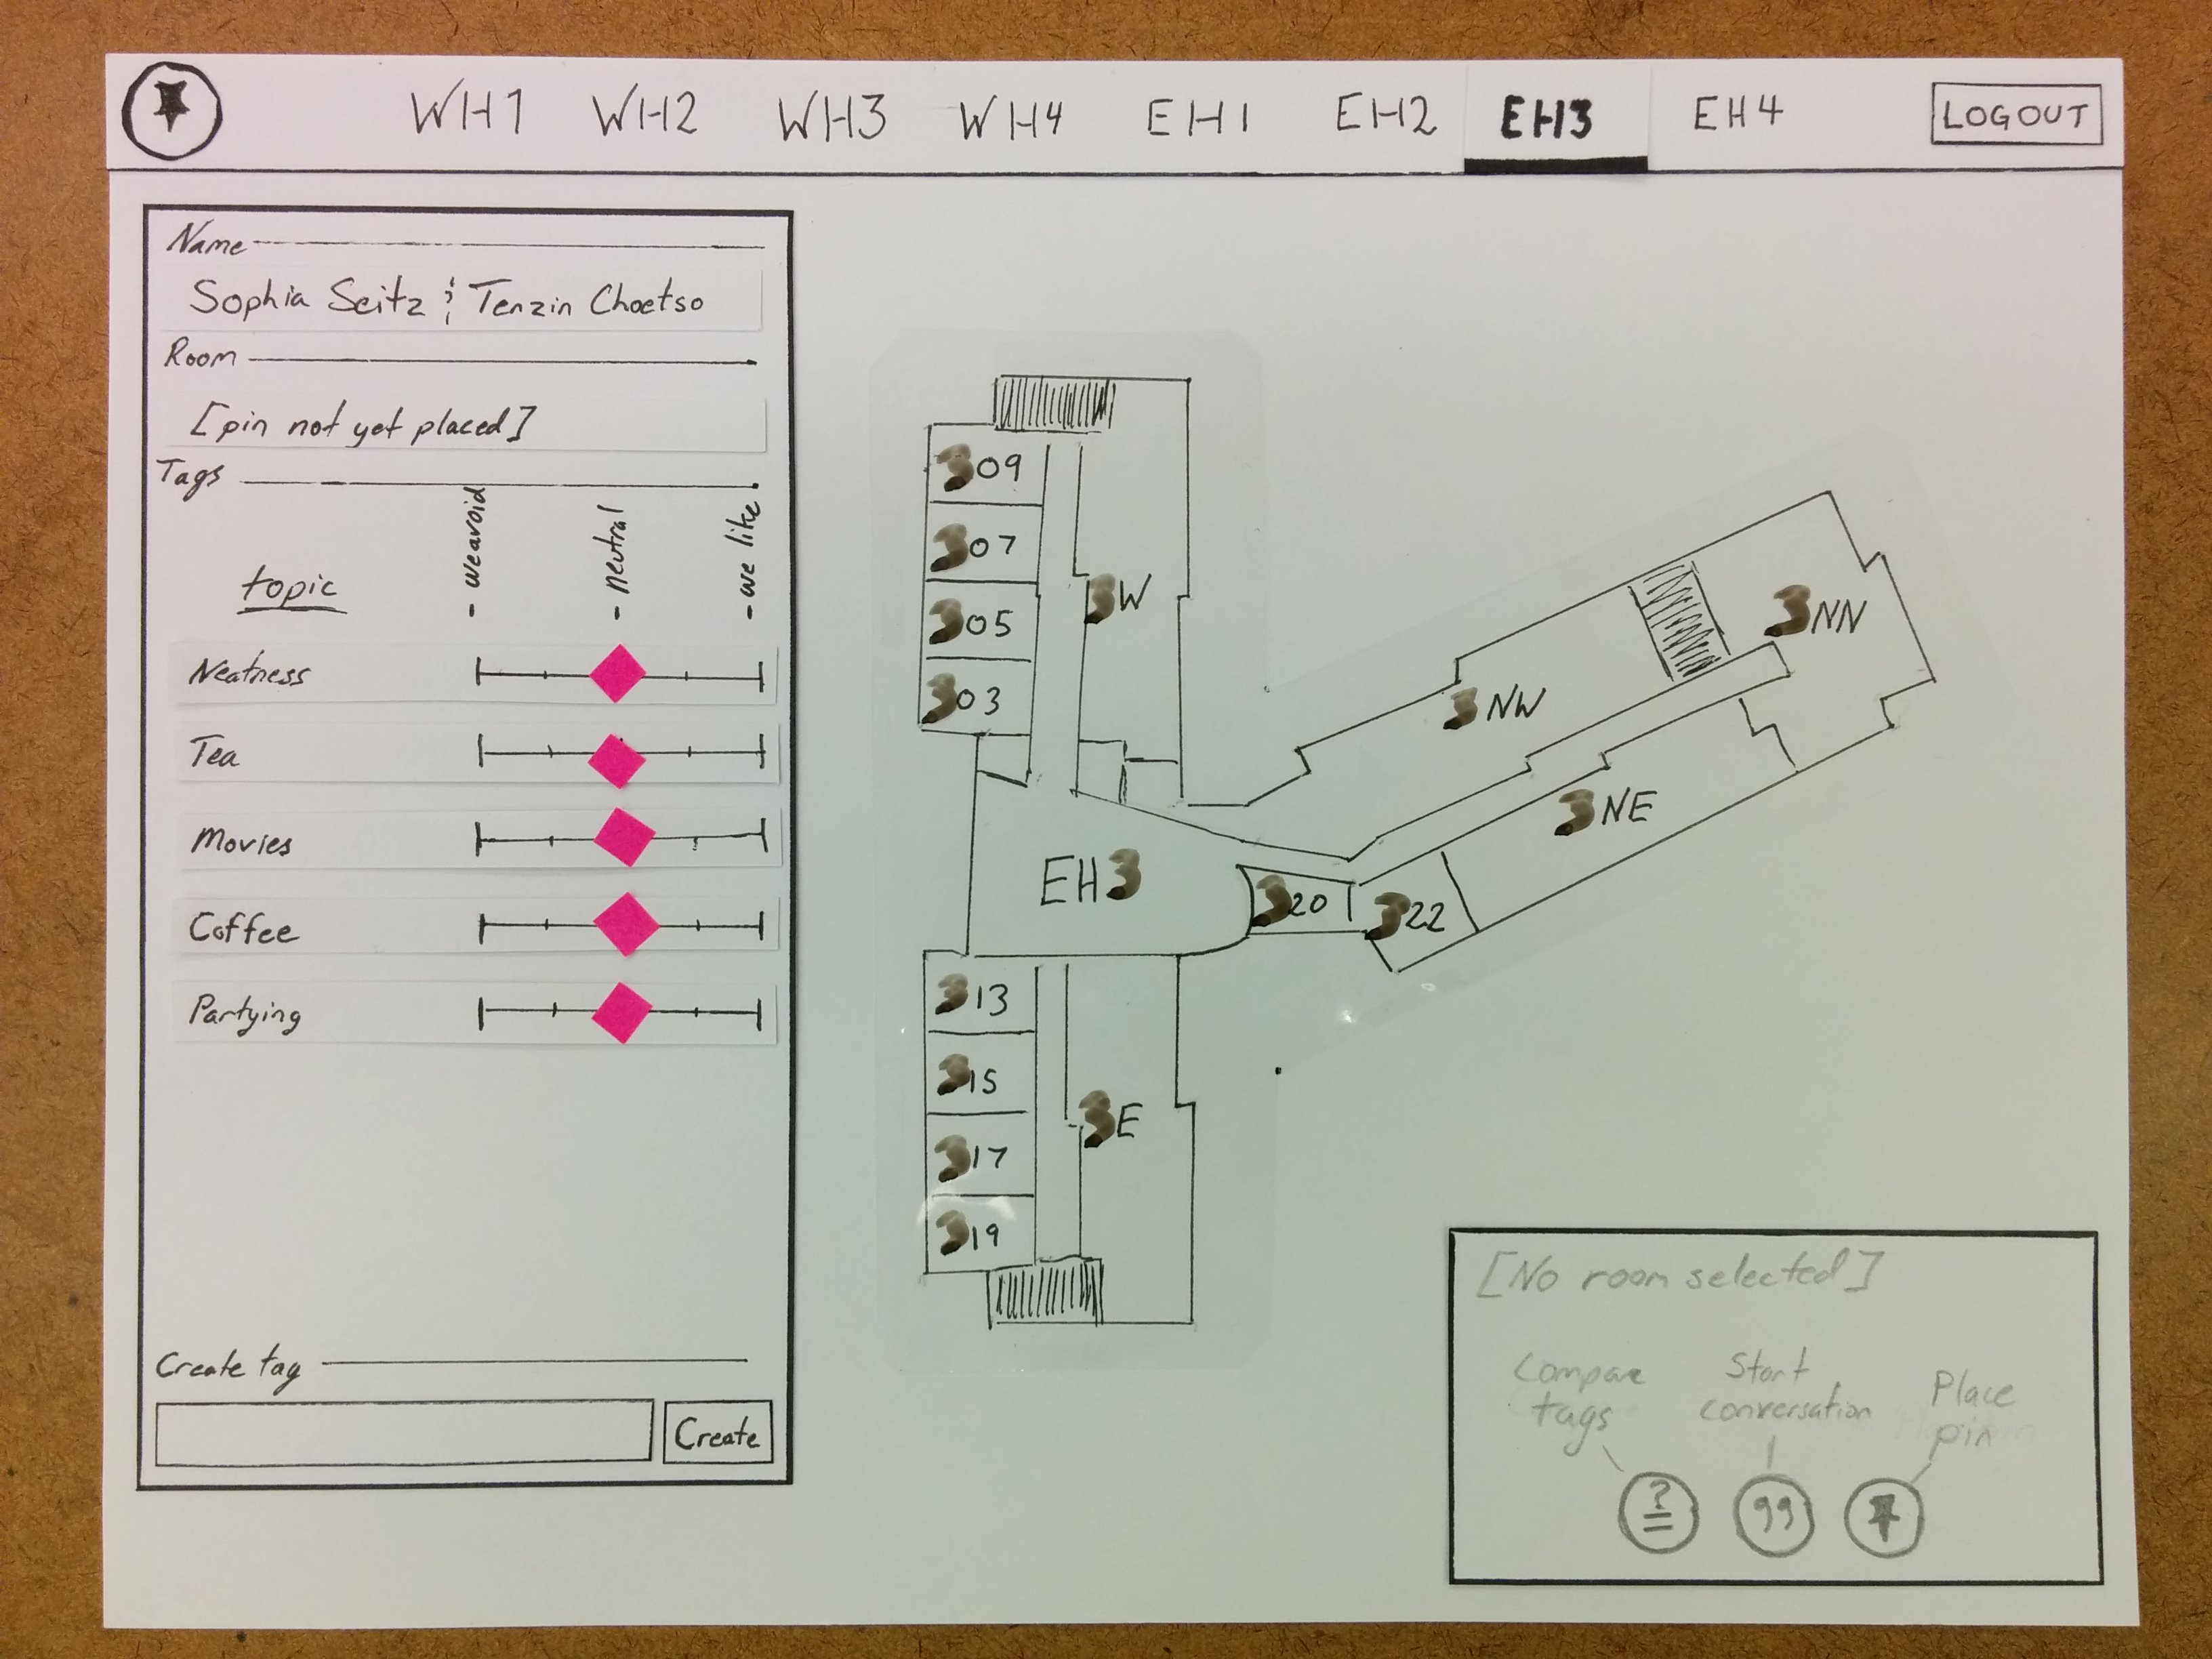 WH1 WH2 WH3 WH4 EH1 EH2 EH3 EH4 LOGOUT
Name
Sophia Seitz & Tenzin Choetso
Room
[pin not yet placed]
Tags
topic - we avoid - neutral - we like
Neatness
Tea
Movies
Coffee
Partying
Create tag
Create
309
307
305
303
3W
3NN
3NW
3NE
EH3
320
322
313
315
317
319
3E
[No room selected]
Compare tags
Start conversation
Place pin
?
=
99